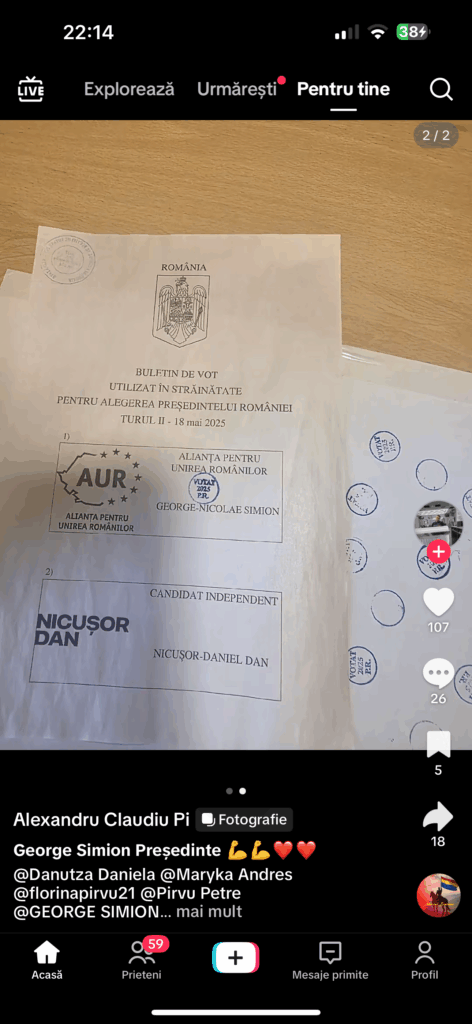 22:14
38
LIVE
Explorează
Urmărești
Pentru tine
2 / 2
ROMÂNIA
BULETIN DE VOT
UTILIZAT ÎN STRĂINĂTATE
PENTRU ALEGEREA PREȘEDINTELUI ROMÂNIEI
TURUL II - 18 mai 2025
1)
ALIANȚA PENTRU
UNIREA ROMÂNILOR
AUR
ALIANȚA PENTRU
UNIREA ROMÂNILOR
VOTAT
2025
P.R.
GEORGE-NICOLAE SIMION
2)
CANDIDAT INDEPENDENT
NICUȘOR
DAN
NICUȘOR-DANIEL DAN
VOTAT
2025
P.R.
VOTAT
2025
P.R.
107
26
5
18
Alexandru Claudiu Pi
Fotografie
George Simion Președinte 💪💪❤️❤️
@Danutza Daniela @Maryka Andres
@florinapirvu21 @Pirvu Petre
@GEORGE SIMION... mai mult
Acasă
59
Prieteni
Mesaje primite
Profil